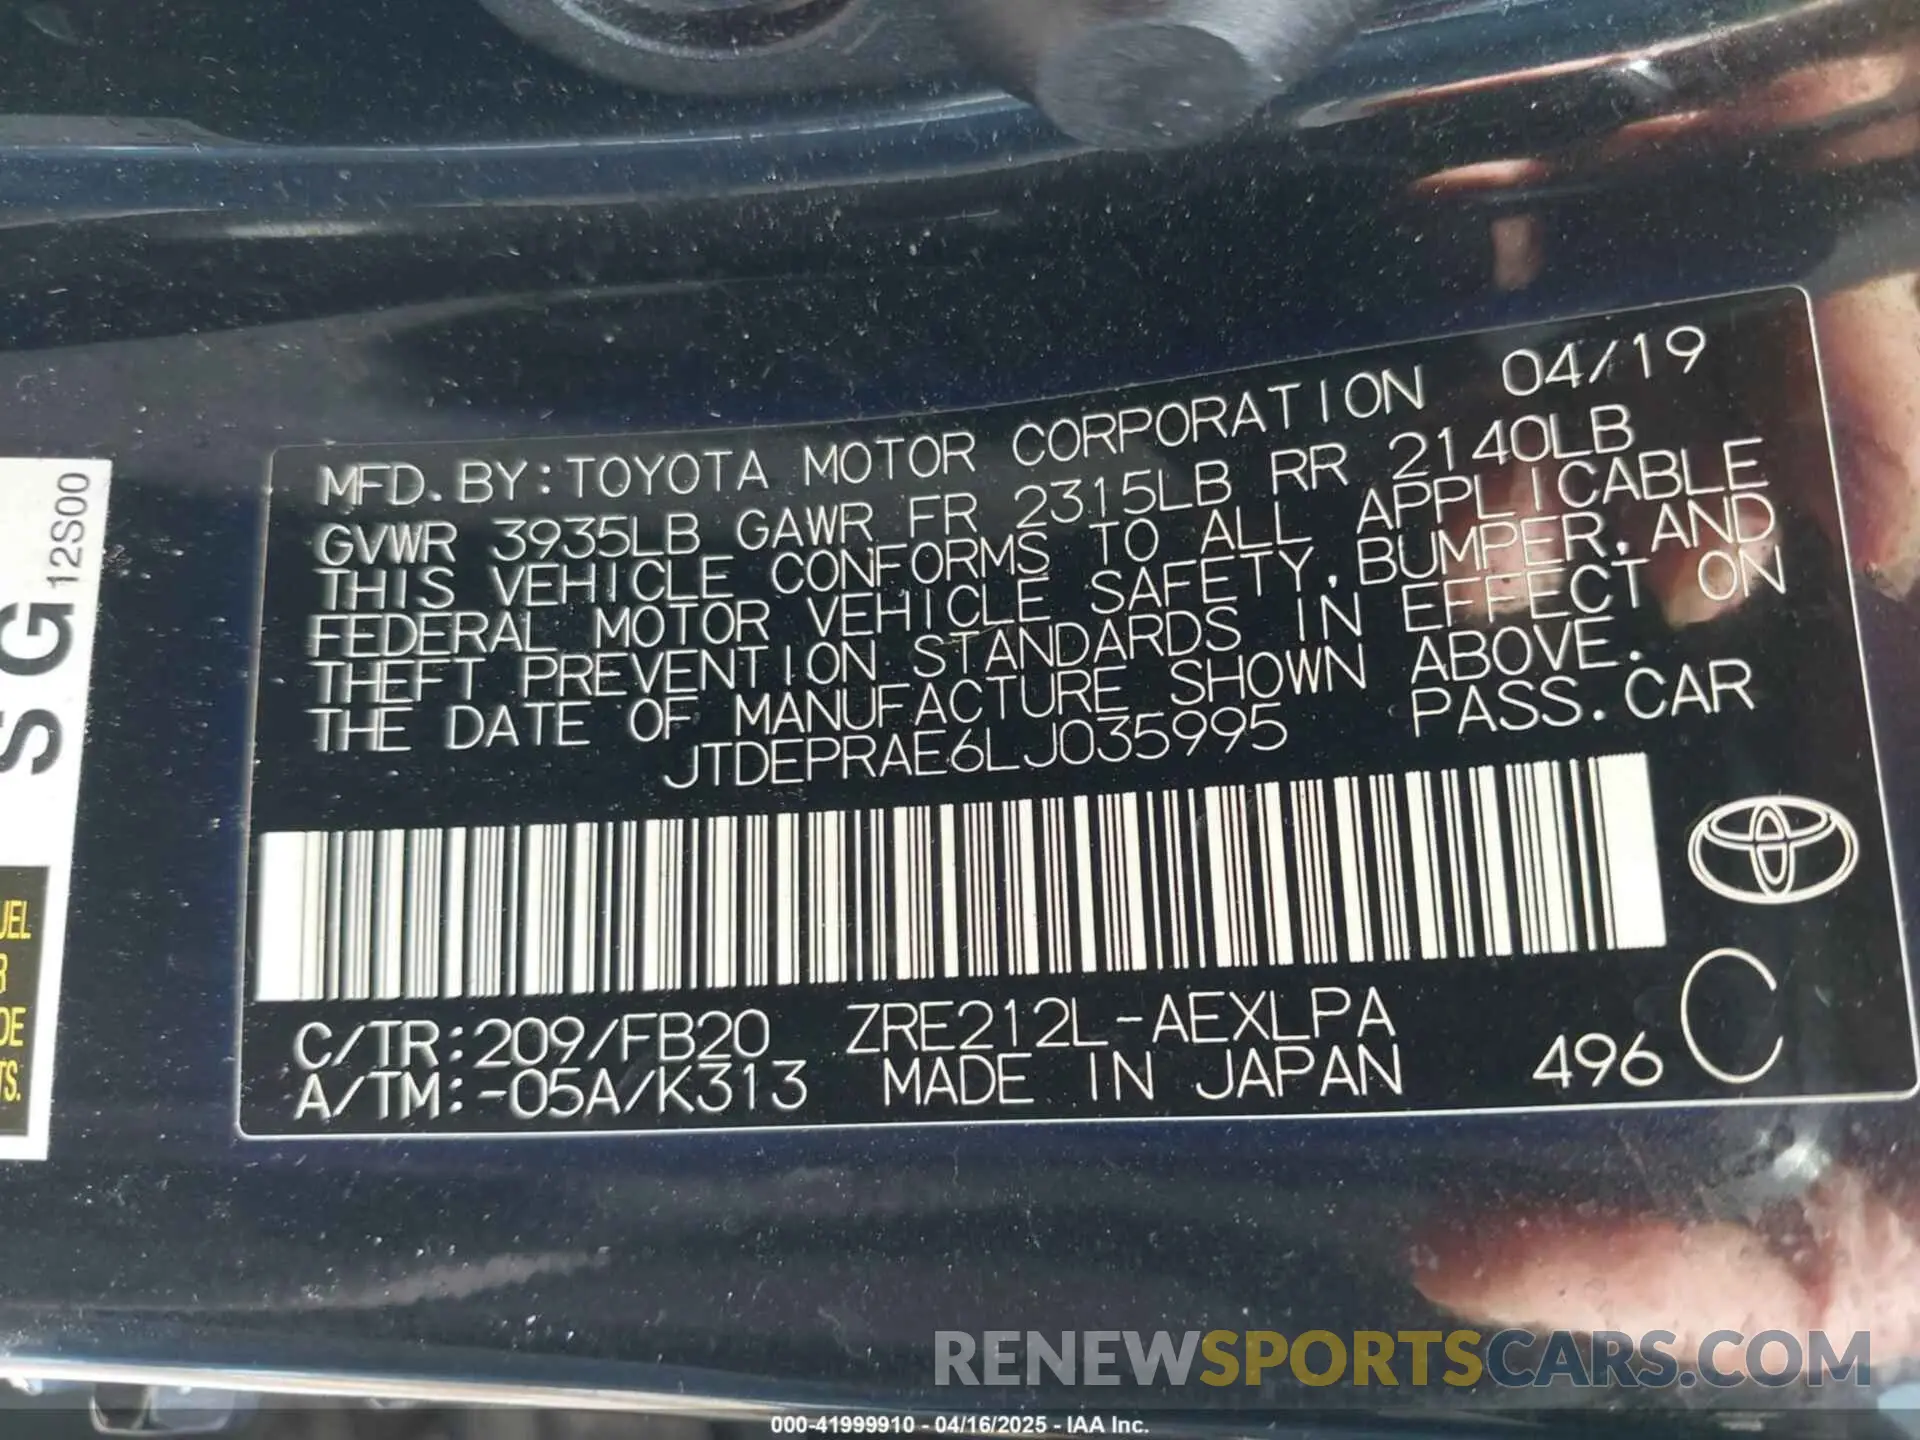 MFD. BY: TOYOTA MOTOR CORPORATION 04/19
GVWR 3935LB GAWR FR 2315LB RR 2140LB
THIS VEHICLE CONFORMS TO ALL APPLICABLE
FEDERAL MOTOR VEHICLE SAFETY, BUMPER, AND
THEFT PREVENTION STANDARDS IN EFFECT ON
THE DATE OF MANUFACTURE SHOWN ABOVE.
JTDEPRAE6LJ035995 PASS. CAR
C/TR: 209/FB20 ZRE212L-AEXLPA
A/TM: -05A/K313 MADE IN JAPAN 496 C
S G 12S00
UEL
DE
TS.
RENEWSPORTSCARS.COM
000-41999910 - 04/16/2025 - IAA Inc.